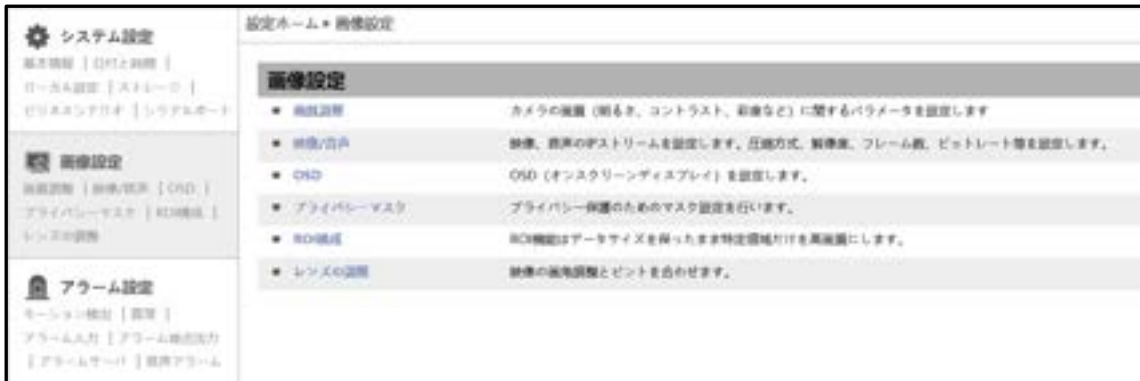 システム設定
基本情報 | 日付と時間 |
ローカル設定 | ストレージ |
ビジネスシナリオ | シリアルポート
画像設定
画質調整 | 映像/音声 | OSD |
プライバシーマスク | ROI構成 |
レンズの調整
アラーム設定
モーション検出 | 異常 |
アラーム入力 | アラーム接点出力
| アラームサーバ | 音声アラーム
設定ホーム ▸ 画像設定
画像設定
画質調整 カメラの画質（明るさ、コントラスト、彩度など）に関するパラメータを設定します
映像/音声 映像、音声のIPストリームを設定します。圧縮方式、解像度、フレーム数、ビットレート等を設定します。
OSD OSD（オンスクリーンディスプレイ）を設定します。
プライバシーマスク プライバシー保護のためのマスク設定を行います。
ROI構成 ROI機能はデータサイズを保ったまま特定領域だけを高画質にします。
レンズの調整 映像の画角調整とピントを合わせます。